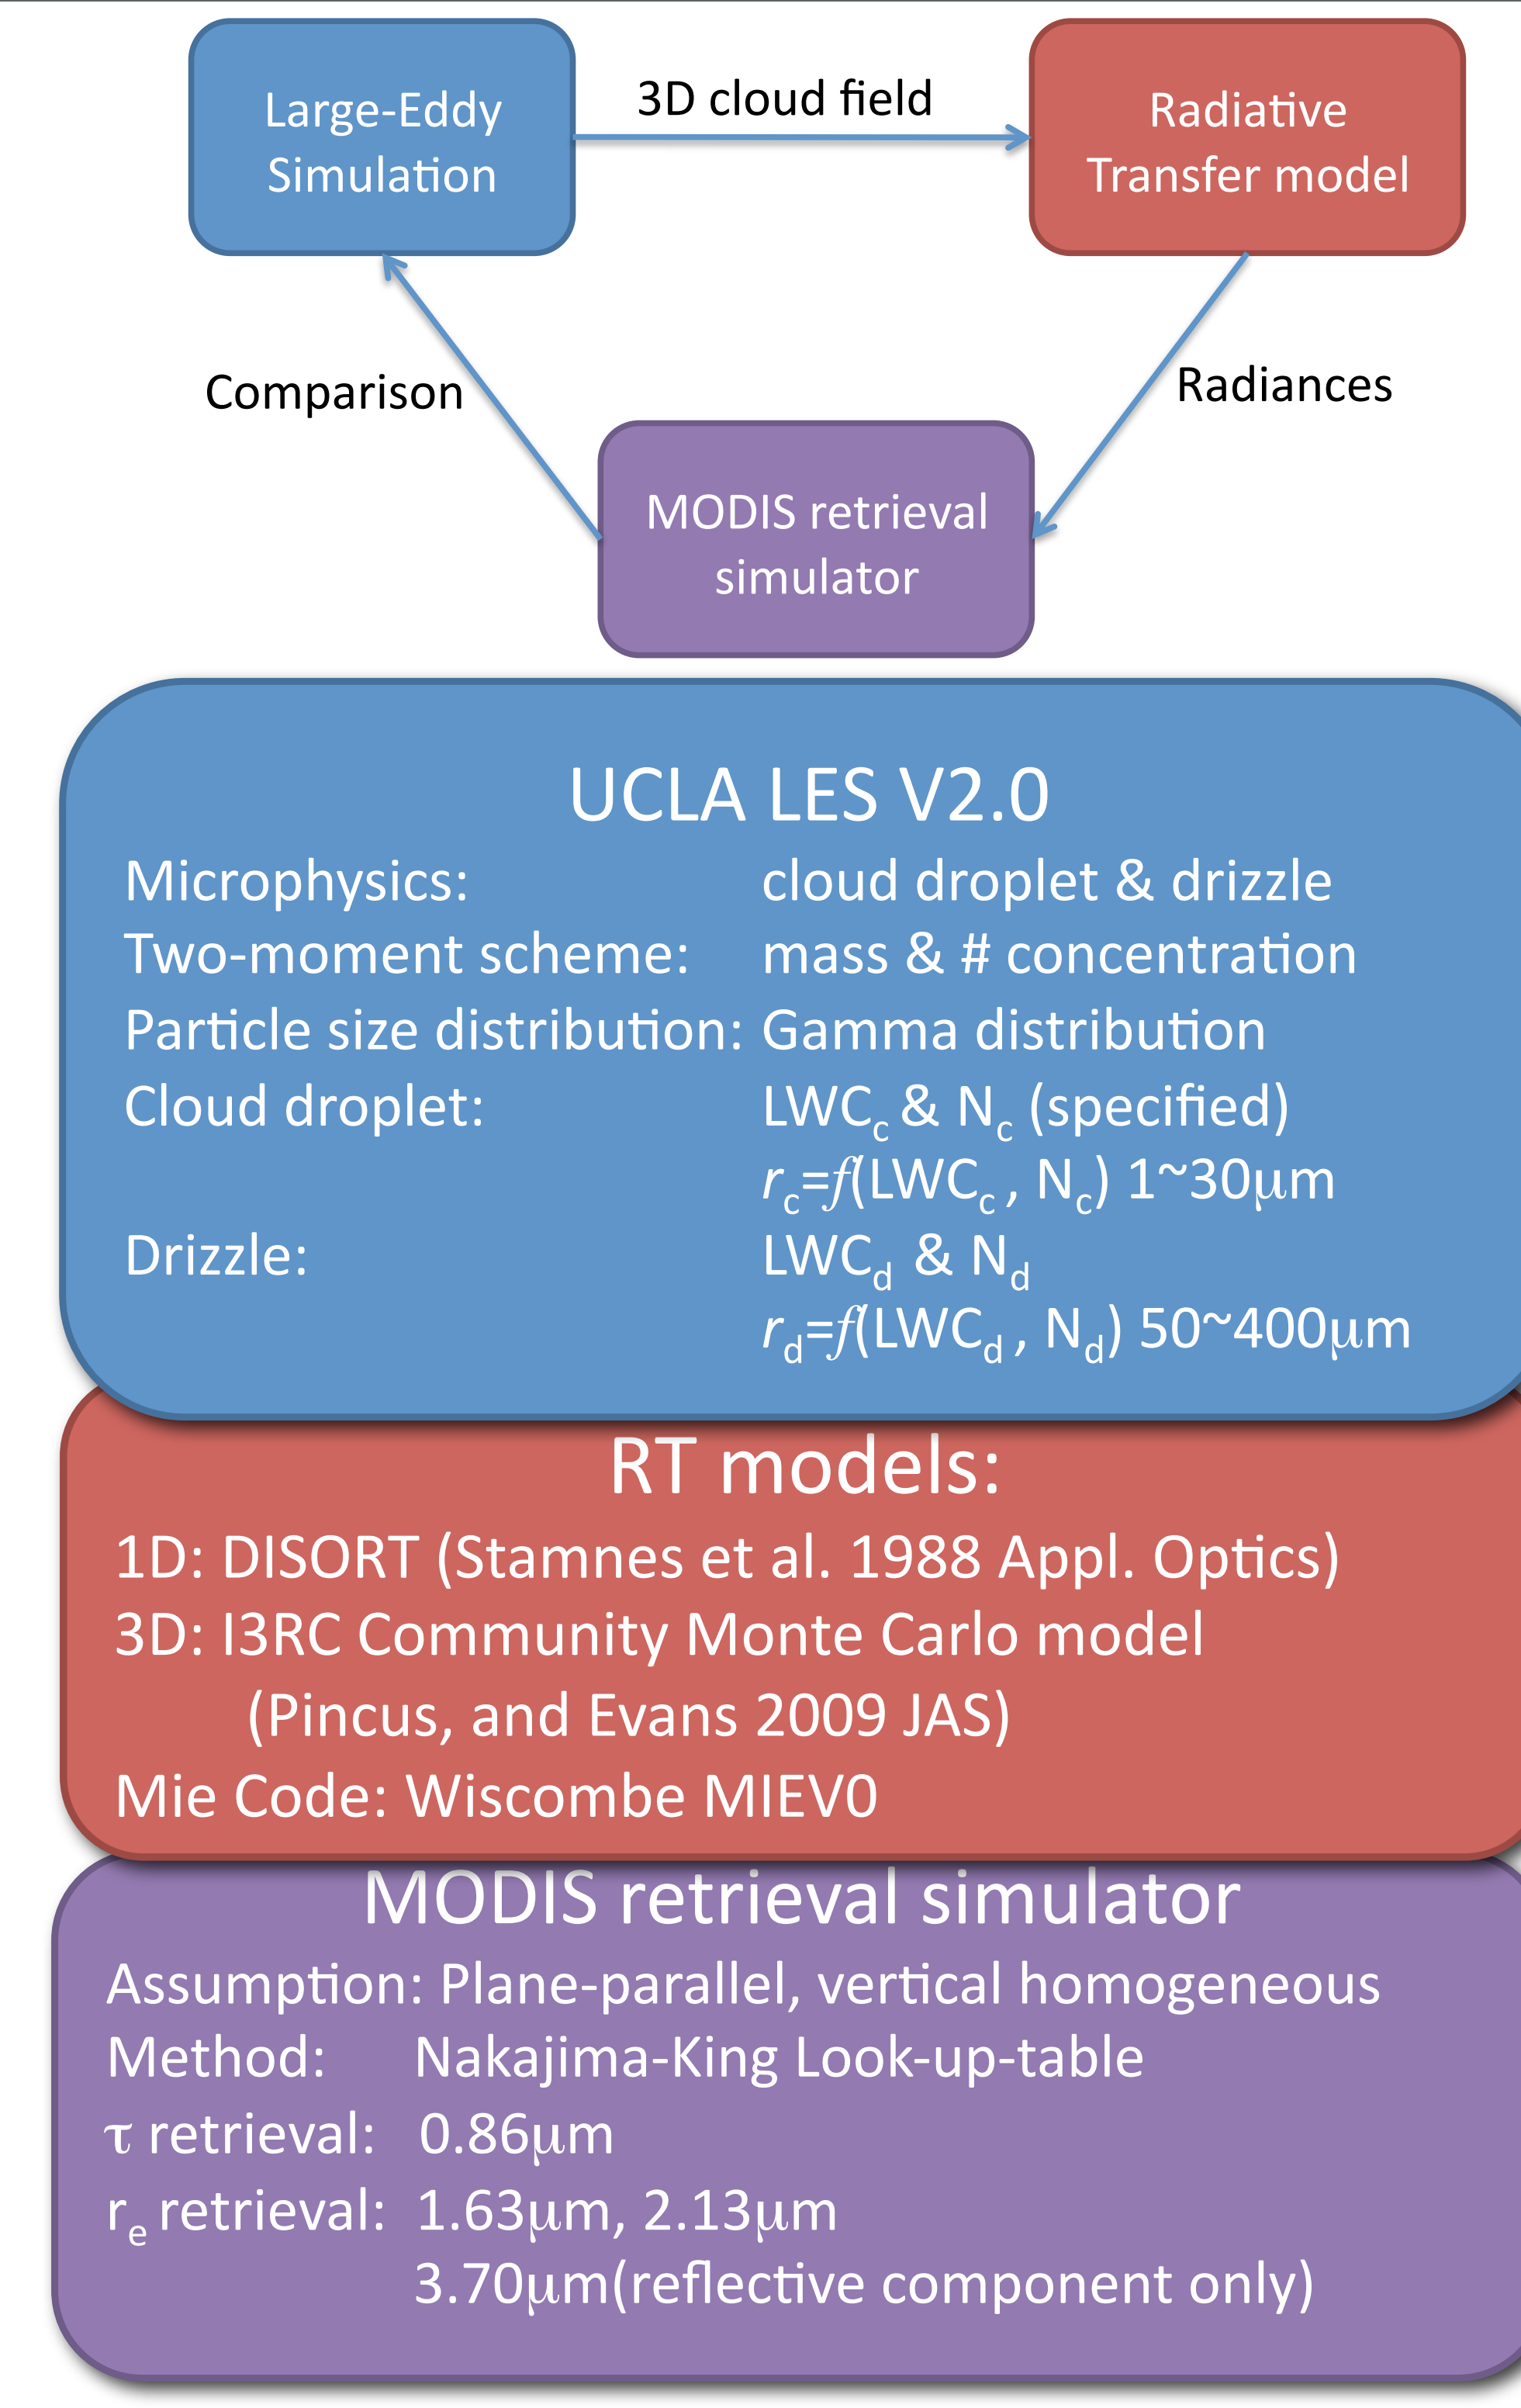 Large-Eddy
Simulation
3D cloud field
Radiative
Transfer model
Comparison
Radiances
MODIS retrieval
simulator
UCLA LES V2.0
Microphysics: cloud droplet & drizzle
Two-moment scheme: mass & # concentration
Particle size distribution: Gamma distribution
Cloud droplet: LWCc & Nc (specified)
rc=f(LWCc , Nc) 1~30μm
Drizzle: LWCd & Nd
rd=f(LWCd , Nd) 50~400μm
RT models:
1D: DISORT (Stamnes et al. 1988 Appl. Optics)
3D: I3RC Community Monte Carlo model
(Pincus, and Evans 2009 JAS)
Mie Code: Wiscombe MIEV0
MODIS retrieval simulator
Assumption: Plane-parallel, vertical homogeneous
Method: Nakajima-King Look-up-table
τ retrieval: 0.86μm
re retrieval: 1.63μm, 2.13μm
3.70μm(reflective component only)